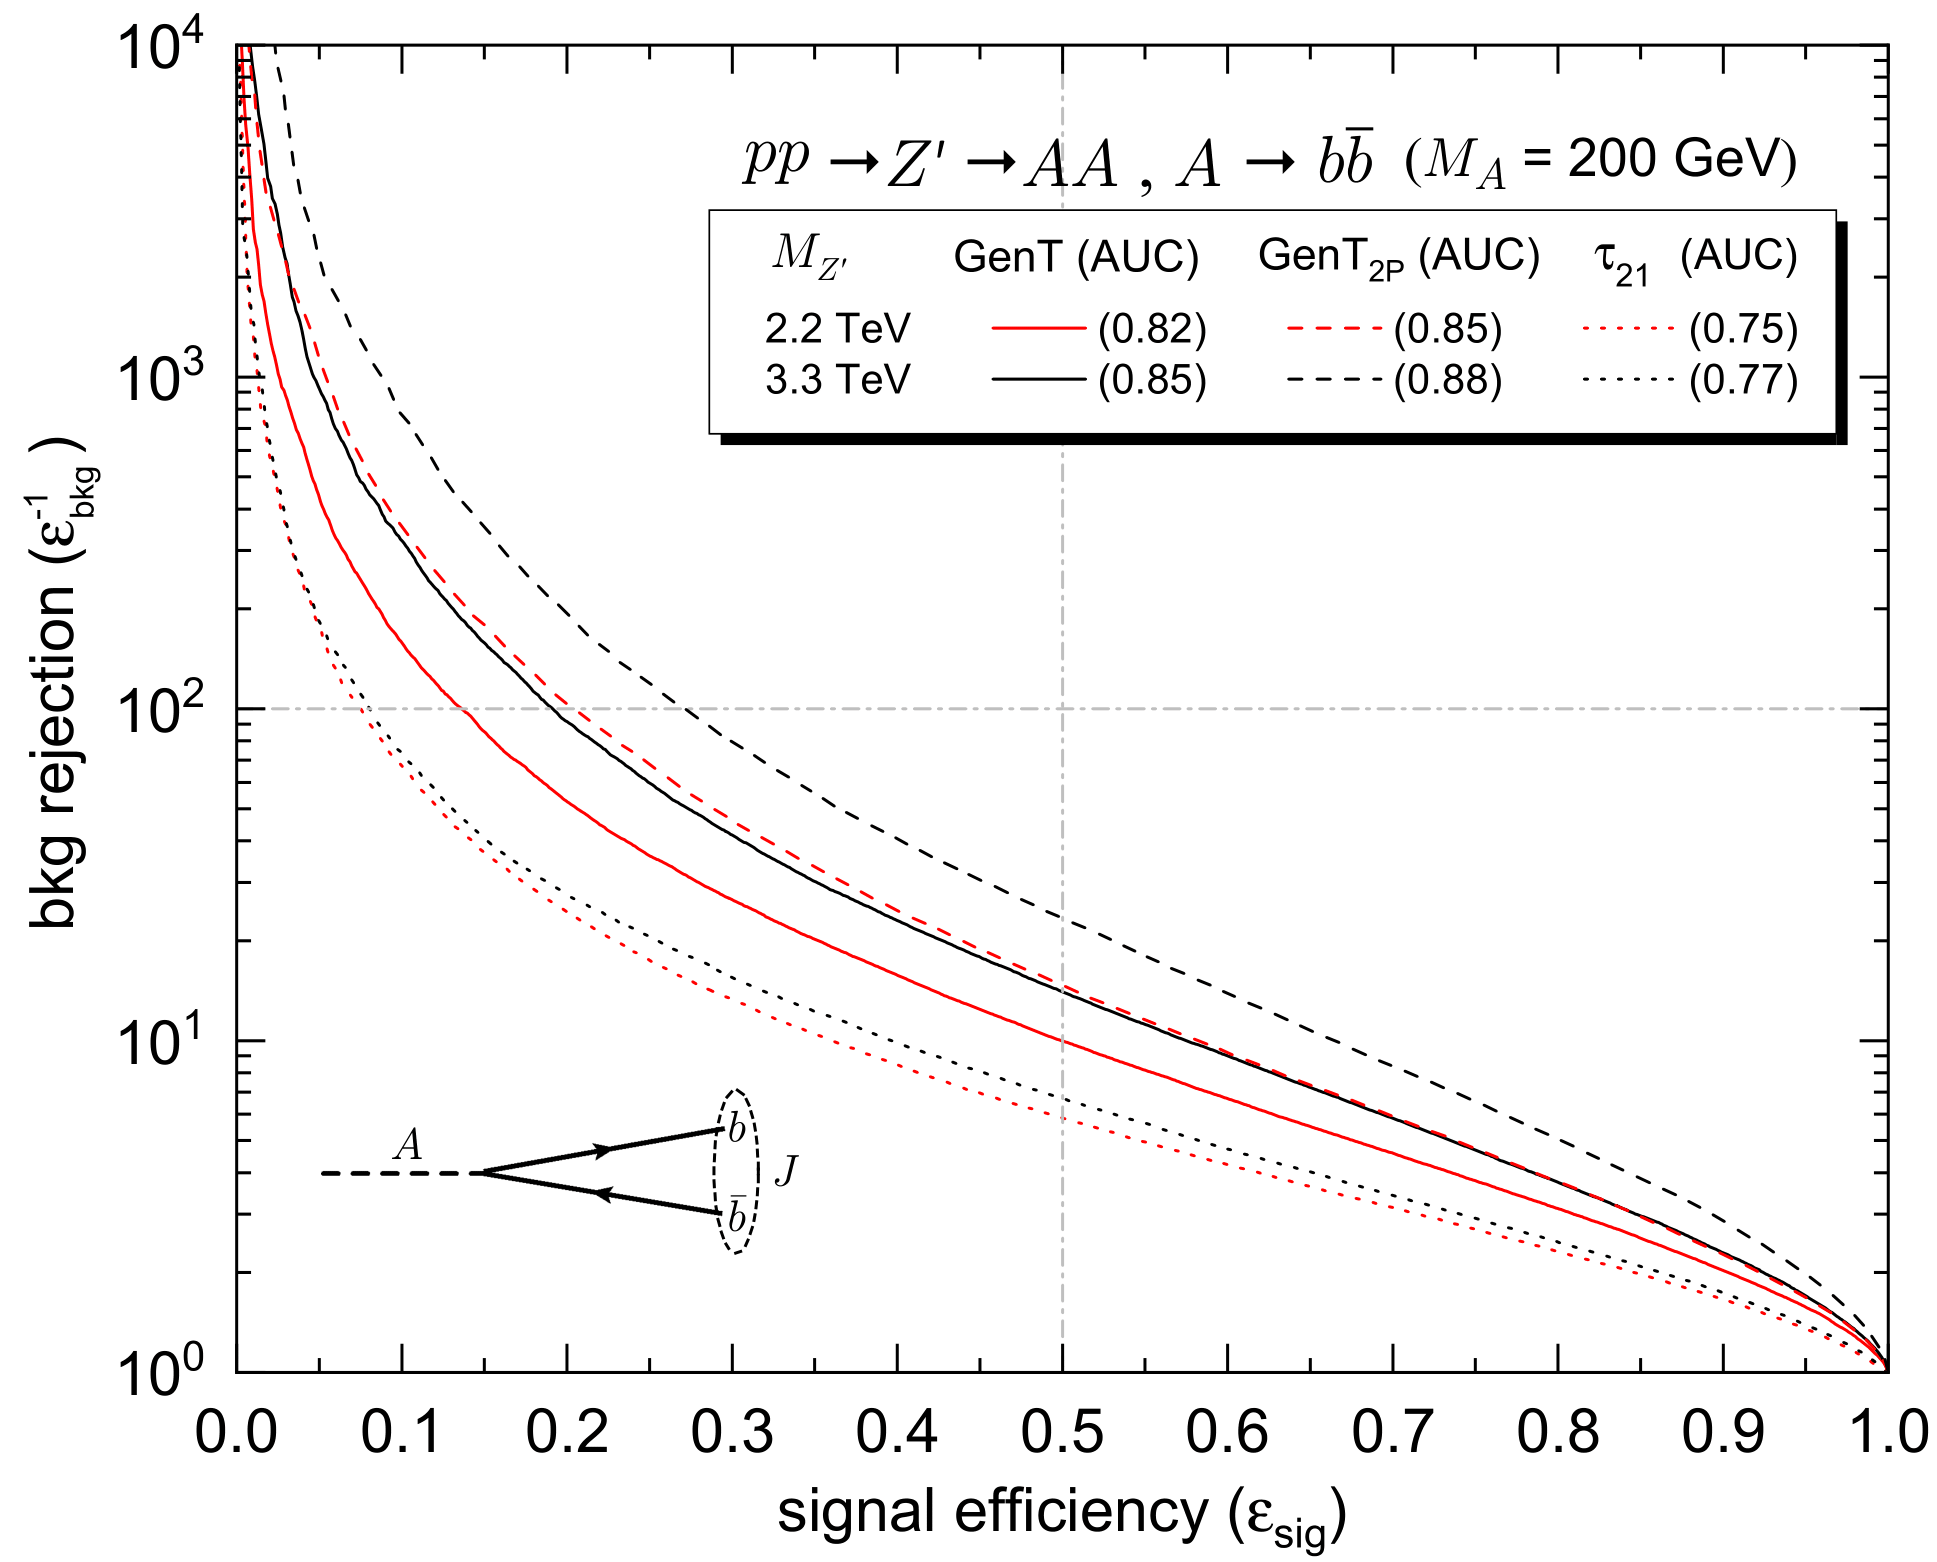 pp → Z' → AA , A → bb̄ (M_A = 200 GeV)
M_Z' GenT (AUC) GenT_2P (AUC) τ_21 (AUC)
2.2 TeV (0.82) (0.85) (0.75)
3.3 TeV (0.85) (0.88) (0.77)
bkg rejection (ε^-1_bkg)
10^4
10^3
10^2
10^1
10^0
A
b
b̄
J
0.0 0.1 0.2 0.3 0.4 0.5 0.6 0.7 0.8 0.9 1.0
signal efficiency (ε_sig)